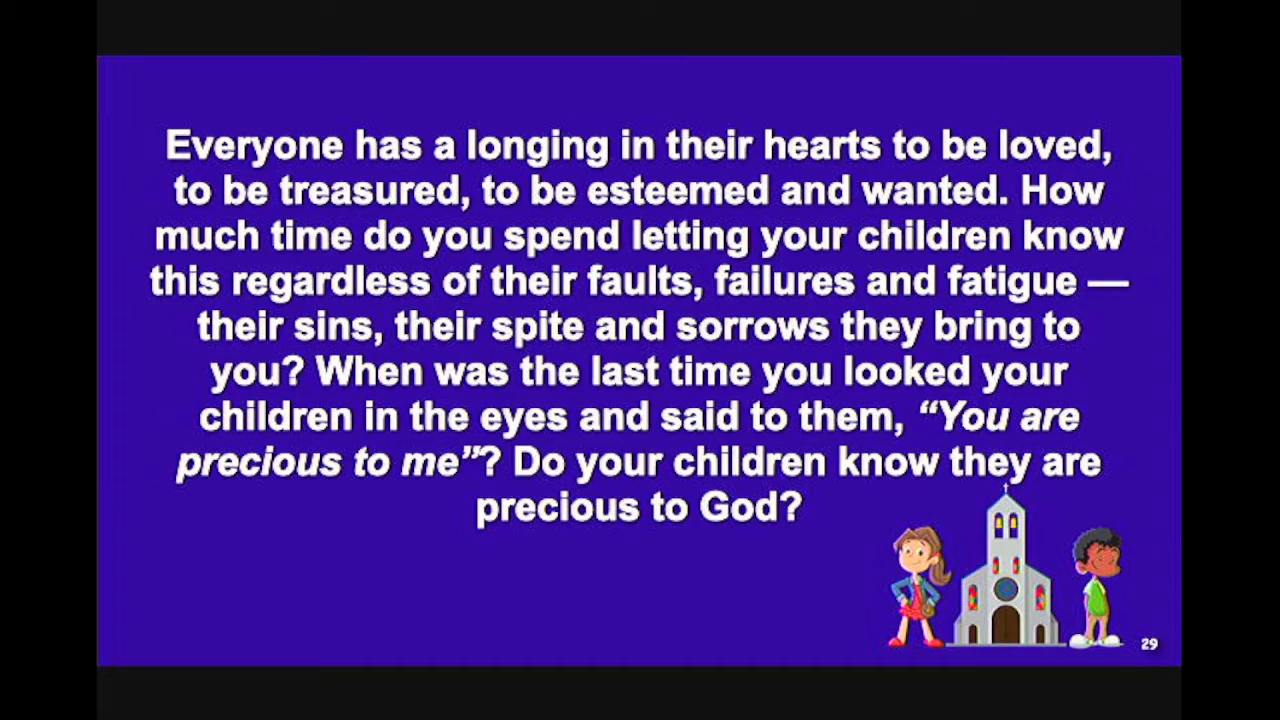 Everyone has a longing in their hearts to be loved,
to be treasured, to be esteemed and wanted. How
much time do you spend letting your children know
this regardless of their faults, failures and fatigue —
their sins, their spite and sorrows they bring to
you? When was the last time you looked your
children in the eyes and said to them, “You are
precious to me”? Do your children know they are
precious to God?
29